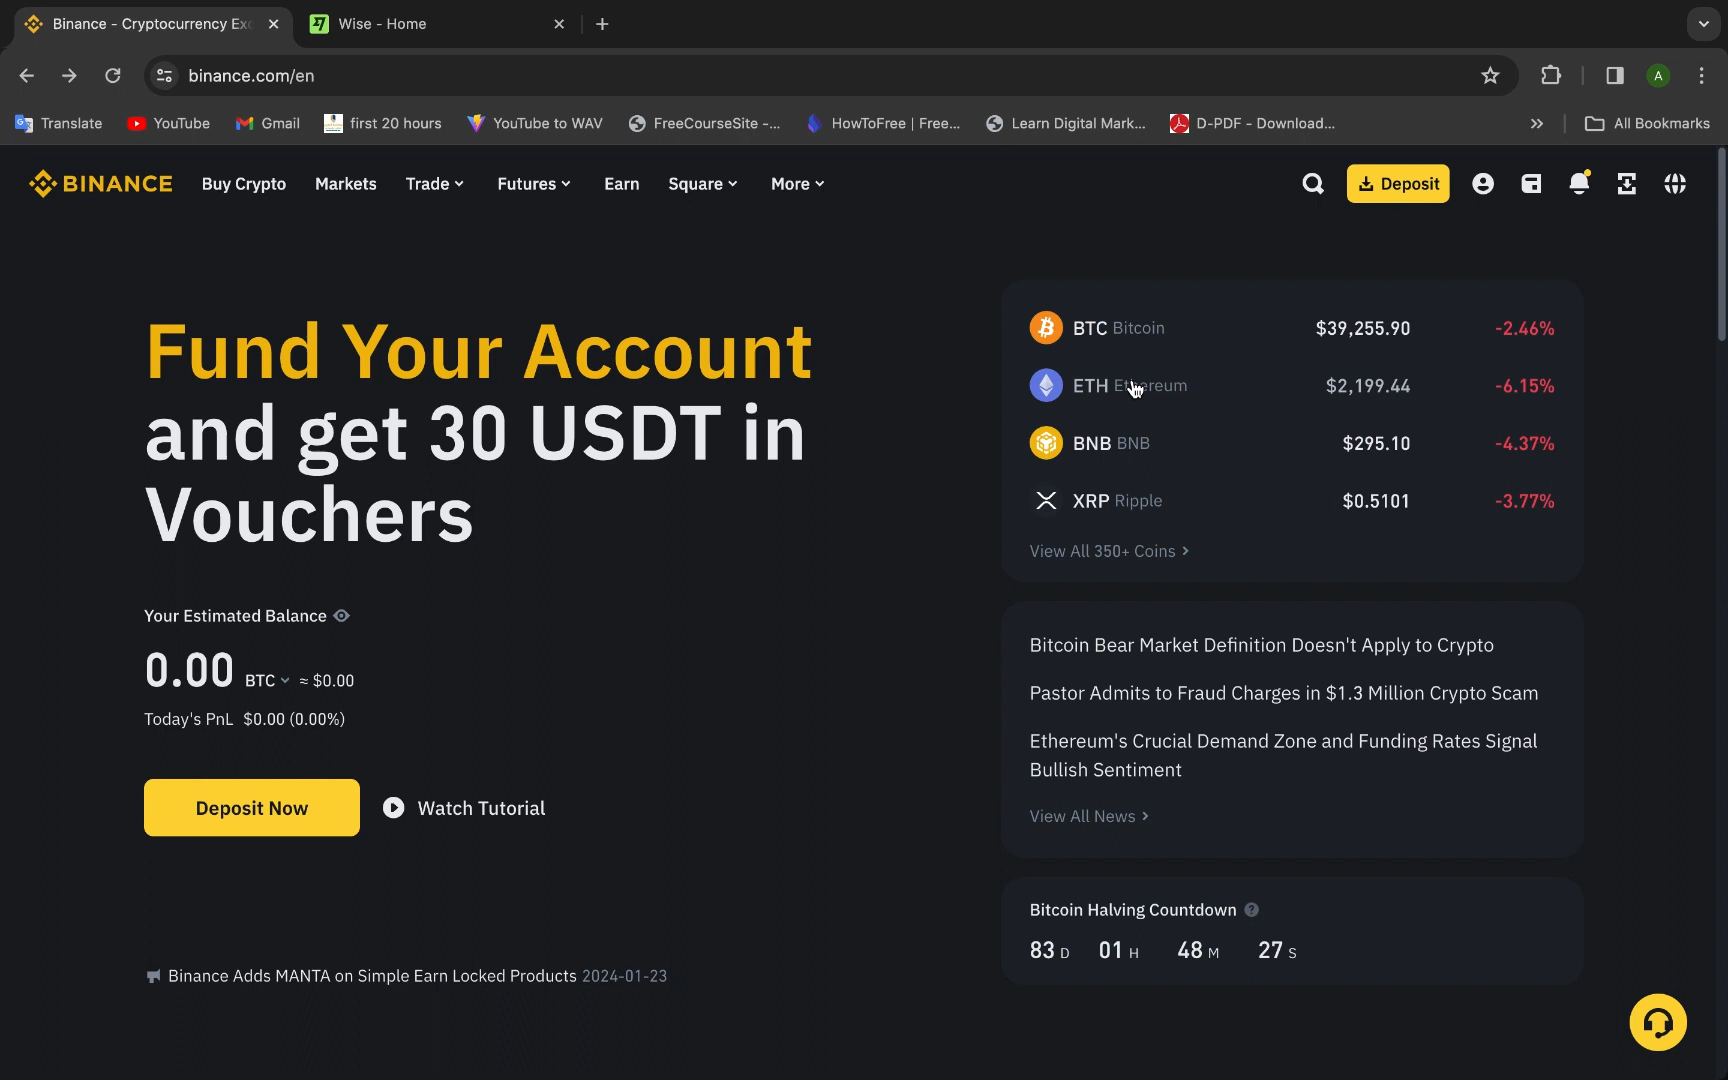 Binance - Cryptocurrency Exc
Wise - Home
binance.com/en
A
Translate
YouTube
Gmail
first 20 hours
YouTube to WAV
FreeCourseSite -...
HowToFree | Free...
Learn Digital Mark...
D-PDF - Download...
All Bookmarks
BINANCE
Buy Crypto
Markets
Trade
Futures
Earn
Square
More
Deposit
Fund Your Account
and get 30 USDT in
Vouchers
Your Estimated Balance
0.00 BTC ≈ $0.00
Today's PnL $0.00 (0.00%)
Deposit Now
Watch Tutorial
Binance Adds MANTA on Simple Earn Locked Products 2024-01-23
BTC Bitcoin $39,255.90 -2.46%
ETH Ethereum $2,199.44 -6.15%
BNB BNB $295.10 -4.37%
XRP Ripple $0.5101 -3.77%
View All 350+ Coins
Bitcoin Bear Market Definition Doesn't Apply to Crypto
Pastor Admits to Fraud Charges in $1.3 Million Crypto Scam
Ethereum's Crucial Demand Zone and Funding Rates Signal
Bullish Sentiment
View All News
Bitcoin Halving Countdown ?
83 D 01 H 48 M 27 S